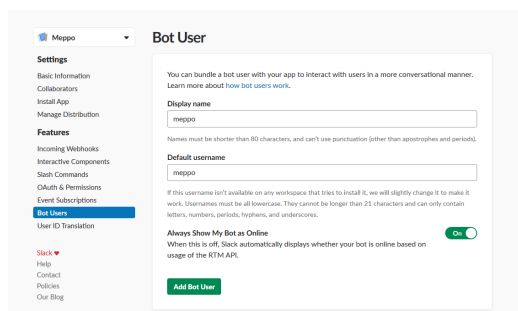 Meppo
Settings
Basic Information
Collaborators
Install App
Manage Distribution
Features
Incoming Webhooks
Interactive Components
Slash Commands
OAuth & Permissions
Event Subscriptions
Bot Users
User ID Translation
Slack ♥
Help
Contact
Policies
Our Blog
Bot User
You can bundle a bot user with your app to interact with users in a more conversational manner.
Learn more about how bot users work.
Display name
meppo
Names must be shorter than 80 characters, and can't use punctuation (other than apostrophes and periods).
Default username
meppo
If this username isn't available on any workspace that tries to install it, we will slightly change it to make it
work. Usernames must be all lowercase. They cannot be longer than 21 characters and can only contain
letters, numbers, periods, hyphens, and underscores.
Always Show My Bot as Online
On
When this is off, Slack automatically displays whether your bot is online based on
usage of the RTM API.
Add Bot User